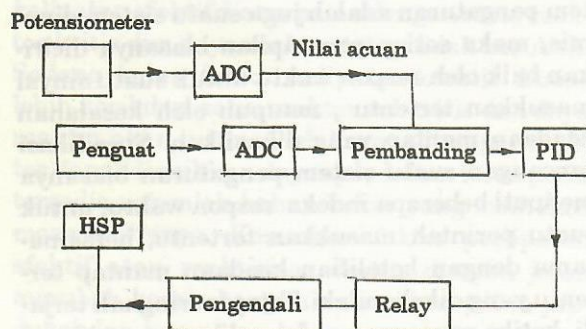 Potensiometer
ADC
Nilai acuan
Penguat
ADC
Pembanding
PID
HSP
Pengendali
Relay